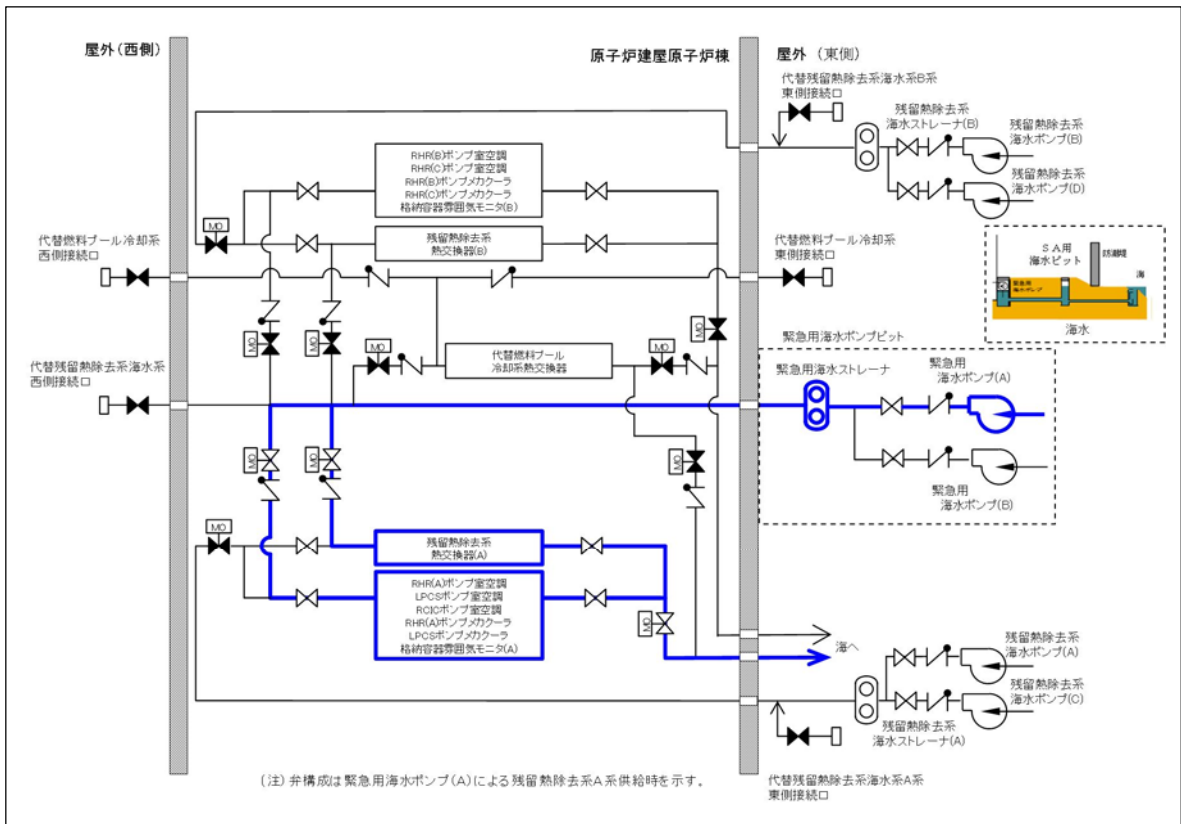 屋外(西側)
原子炉建屋原子炉棟
屋外 (東側)
代替残留熱除去系海水系B系
東側接続口
残留熱除去系
海水ストレーナ(B)
残留熱除去系
海水ポンプ(B)
残留熱除去系
海水ポンプ(D)
RHR(B)ポンプ室空調
RHR(C)ポンプ室空調
RHR(B)ポンプメカクーラ
RHR(C)ポンプメカクーラ
格納容器雰囲気モニタ(B)
MO
残留熱除去系
熱交換器(B)
代替燃料プール冷却系
西側接続口
代替燃料プール冷却系
東側接続口
SA用
海水ピット
海
緊急用
海水ポンプ
海水
MO
MO
MO
MO
MO
代替燃料プール
冷却系熱交換器
代替残留熱除去系海水系
西側接続口
緊急用海水ポンプピット
緊急用海水ストレーナ
緊急用
海水ポンプ(A)
緊急用
海水ポンプ(B)
MO
MO
MO
MO
残留熱除去系
熱交換器(A)
RHR(A)ポンプ室空調
LPCSポンプ室空調
RCICポンプ室空調
RHR(A)ポンプメカクーラ
LPCSポンプメカクーラ
格納容器雰囲気モニタ(A)
MO
海へ
残留熱除去系
海水ポンプ(A)
残留熱除去系
海水ポンプ(C)
残留熱除去系
海水ストレーナ(A)
(注) 弁構成は緊急用海水ポンプ(A)による残留熱除去系A系供給時を示す。
代替残留熱除去系海水系A系
東側接続口